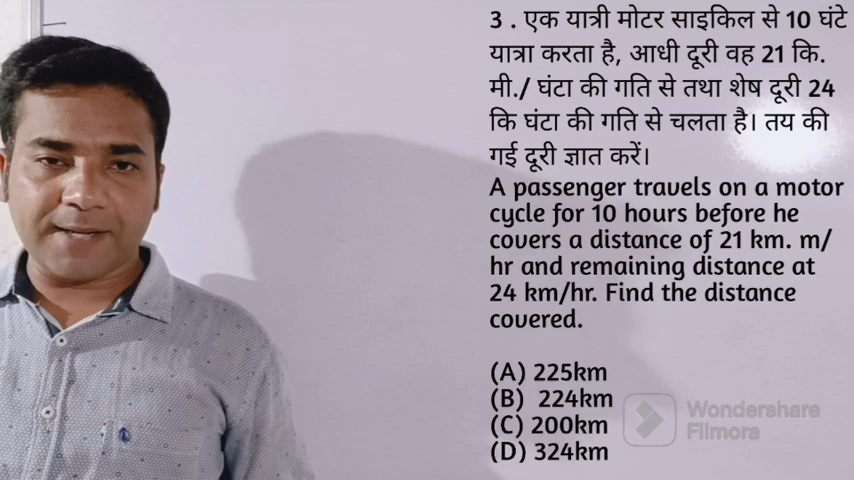 3 . एक यात्री मोटर साइकिल से 10 घंटे
यात्रा करता है, आधी दूरी वह 21 कि.
मी./ घंटा की गति से तथा शेष दूरी 24
कि घंटा की गति से चलता है। तय की
गई दूरी ज्ञात करें।
A passenger travels on a motor
cycle for 10 hours before he
covers a distance of 21 km. m/
hr and remaining distance at
24 km/hr. Find the distance
covered.
(A) 225km
(B) 224km
(C) 200km
(D) 324km
Wondershare
Filmora